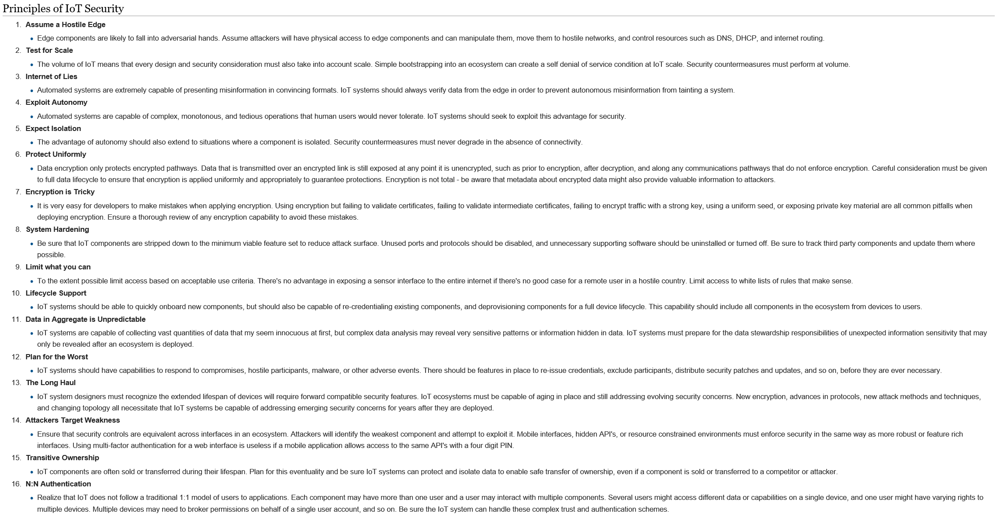 Principles of IoT Security
1. Assume a Hostile Edge
• Edge components are likely to fall into adversarial hands. Assume attackers will have physical access to edge components and can manipulate them, move them to hostile networks, and control resources such as DNS, DHCP, and internet routing.
2. Test for Scale
• The volume of IoT means that every design and security consideration must also take into account scale. Simple bootstrapping into an ecosystem can create a self denial of service condition at IoT scale. Security countermeasures must perform at volume.
3. Internet of Lies
• Automated systems are extremely capable of presenting misinformation in convincing formats. IoT systems should always verify data from the edge in order to prevent autonomous misinformation from tainting a system.
4. Exploit Autonomy
• Automated systems are capable of complex, monotonous, and tedious operations that human users would never tolerate. IoT systems should seek to exploit this advantage for security.
5. Expect Isolation
• The advantage of autonomy should also extend to situations where a component is isolated. Security countermeasures must never degrade in the absence of connectivity.
6. Protect Uniformly
• Data encryption only protects encrypted pathways. Data that is transmitted over an encrypted link is still exposed at any point it is unencrypted, such as prior to encryption, after decryption, and along any communications pathways that do not enforce encryption. Careful consideration must be given
to full data lifecycle to ensure that encryption is applied uniformly and appropriately to guarantee protections. Encryption is not total - be aware that metadata about encrypted data might also provide valuable information to attackers.
7. Encryption is Tricky
• It is very easy for developers to make mistakes when applying encryption. Using encryption but failing to validate certificates, failing to validate intermediate certificates, failing to encrypt traffic with a strong key, using a uniform seed, or exposing private key material are all common pitfalls when
deploying encryption. Ensure a thorough review of any encryption capability to avoid these mistakes.
8. System Hardening
• Be sure that IoT components are stripped down to the minimum viable feature set to reduce attack surface. Unused ports and protocols should be disabled, and unnecessary supporting software should be uninstalled or turned off. Be sure to track third party components and update them where
possible.
9. Limit what you can
• To the extent possible limit access based on acceptable use criteria. There's no advantage in exposing a sensor interface to the entire internet if there's no good case for a remote user in a hostile country. Limit access to white lists of rules that make sense.
10. Lifecycle Support
• IoT systems should be able to quickly onboard new components, but should also be capable of re-credentialing existing components, and deprovisioning components for a full device lifecycle. This capability should include all components in the ecosystem from devices to users.
11. Data in Aggregate is Unpredictable
• IoT systems are capable of collecting vast quantities of data that my seem innocuous at first, but complex data analysis may reveal very sensitive patterns or information hidden in data. IoT systems must prepare for the data stewardship responsibilities of unexpected information sensitivity that may
only be revealed after an ecosystem is deployed.
12. Plan for the Worst
• IoT systems should have capabilities to respond to compromises, hostile participants, malware, or other adverse events. There should be features in place to re-issue credentials, exclude participants, distribute security patches and updates, and so on, before they are ever necessary.
13. The Long Haul
• IoT system designers must recognize the extended lifespan of devices will require forward compatible security features. IoT ecosystems must be capable of aging in place and still addressing evolving security concerns. New encryption, advances in protocols, new attack methods and techniques,
and changing topology all necessitate that IoT systems be capable of addressing emerging security concerns for years after they are deployed.
14. Attackers Target Weakness
• Ensure that security controls are equivalent across interfaces in an ecosystem. Attackers will identify the weakest component and attempt to exploit it. Mobile interfaces, hidden API's, or resource constrained environments must enforce security in the same way as more robust or feature rich
interfaces. Using multi-factor authentication for a web interface is useless if a mobile application allows access to the same API's with a four digit PIN.
15. Transitive Ownership
• IoT components are often sold or transferred during their lifespan. Plan for this eventuality and be sure IoT systems can protect and isolate data to enable safe transfer of ownership, even if a component is sold or transferred to a competitor or attacker.
16. N:N Authentication
• Realize that IoT does not follow a traditional 1:1 model of users to applications. Each component may have more than one user and a user may interact with multiple components. Several users might access different data or capabilities on a single device, and one user might have varying rights to
multiple devices. Multiple devices may need to broker permissions on behalf of a single user account, and so on. Be sure the IoT system can handle these complex trust and authentication schemes.